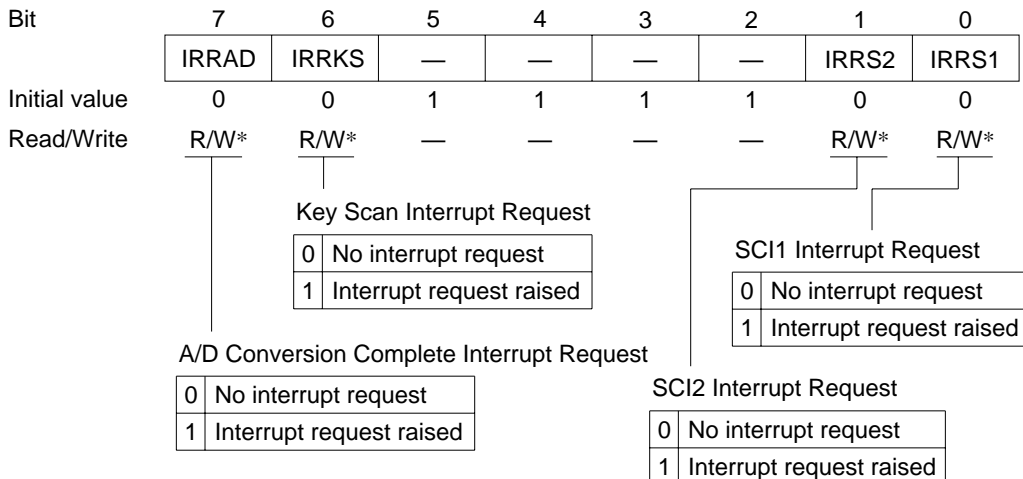 Bit 7 6 5 4 3 2 1 0
IRRAD IRRKS — — — — IRRS2 IRRS1
Initial value 0 0 1 1 1 1 0 0
Read/Write R/W* R/W* — — — — R/W* R/W*
Key Scan Interrupt Request
0 No interrupt request
1 Interrupt request raised
SCI1 Interrupt Request
0 No interrupt request
1 Interrupt request raised
A/D Conversion Complete Interrupt Request
0 No interrupt request
1 Interrupt request raised
SCI2 Interrupt Request
0 No interrupt request
1 Interrupt request raised